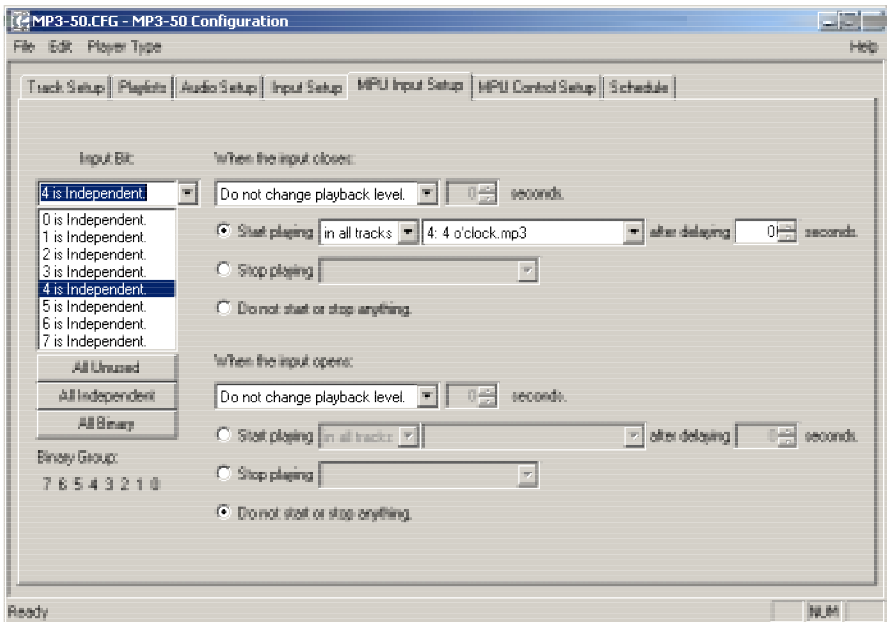 MP3-50.CFG - MP3-50 Configuration
File Edit Player Type Help
Track Setup Playlists Audio Setup Input Setup MPU Input Setup MPU Control Setup Schedule
Input Bit:
4 is Independent.
0 is Independent.
1 is Independent.
2 is Independent.
3 is Independent.
4 is Independent.
5 is Independent.
6 is Independent.
7 is Independent.
All Unused
All Independent
All Binary
Binary Group:
7 6 5 4 3 2 1 0
When the input closes:
Do not change playback level. 0 seconds.
Start playing in all tracks 4: 4 o'clock.mp3 after delaying 0 seconds.
Stop playing
Do not start or stop anything.
When the input opens:
Do not change playback level. 0 seconds.
Start playing in all tracks after delaying 0 seconds.
Stop playing
Do not start or stop anything.
Ready NUM